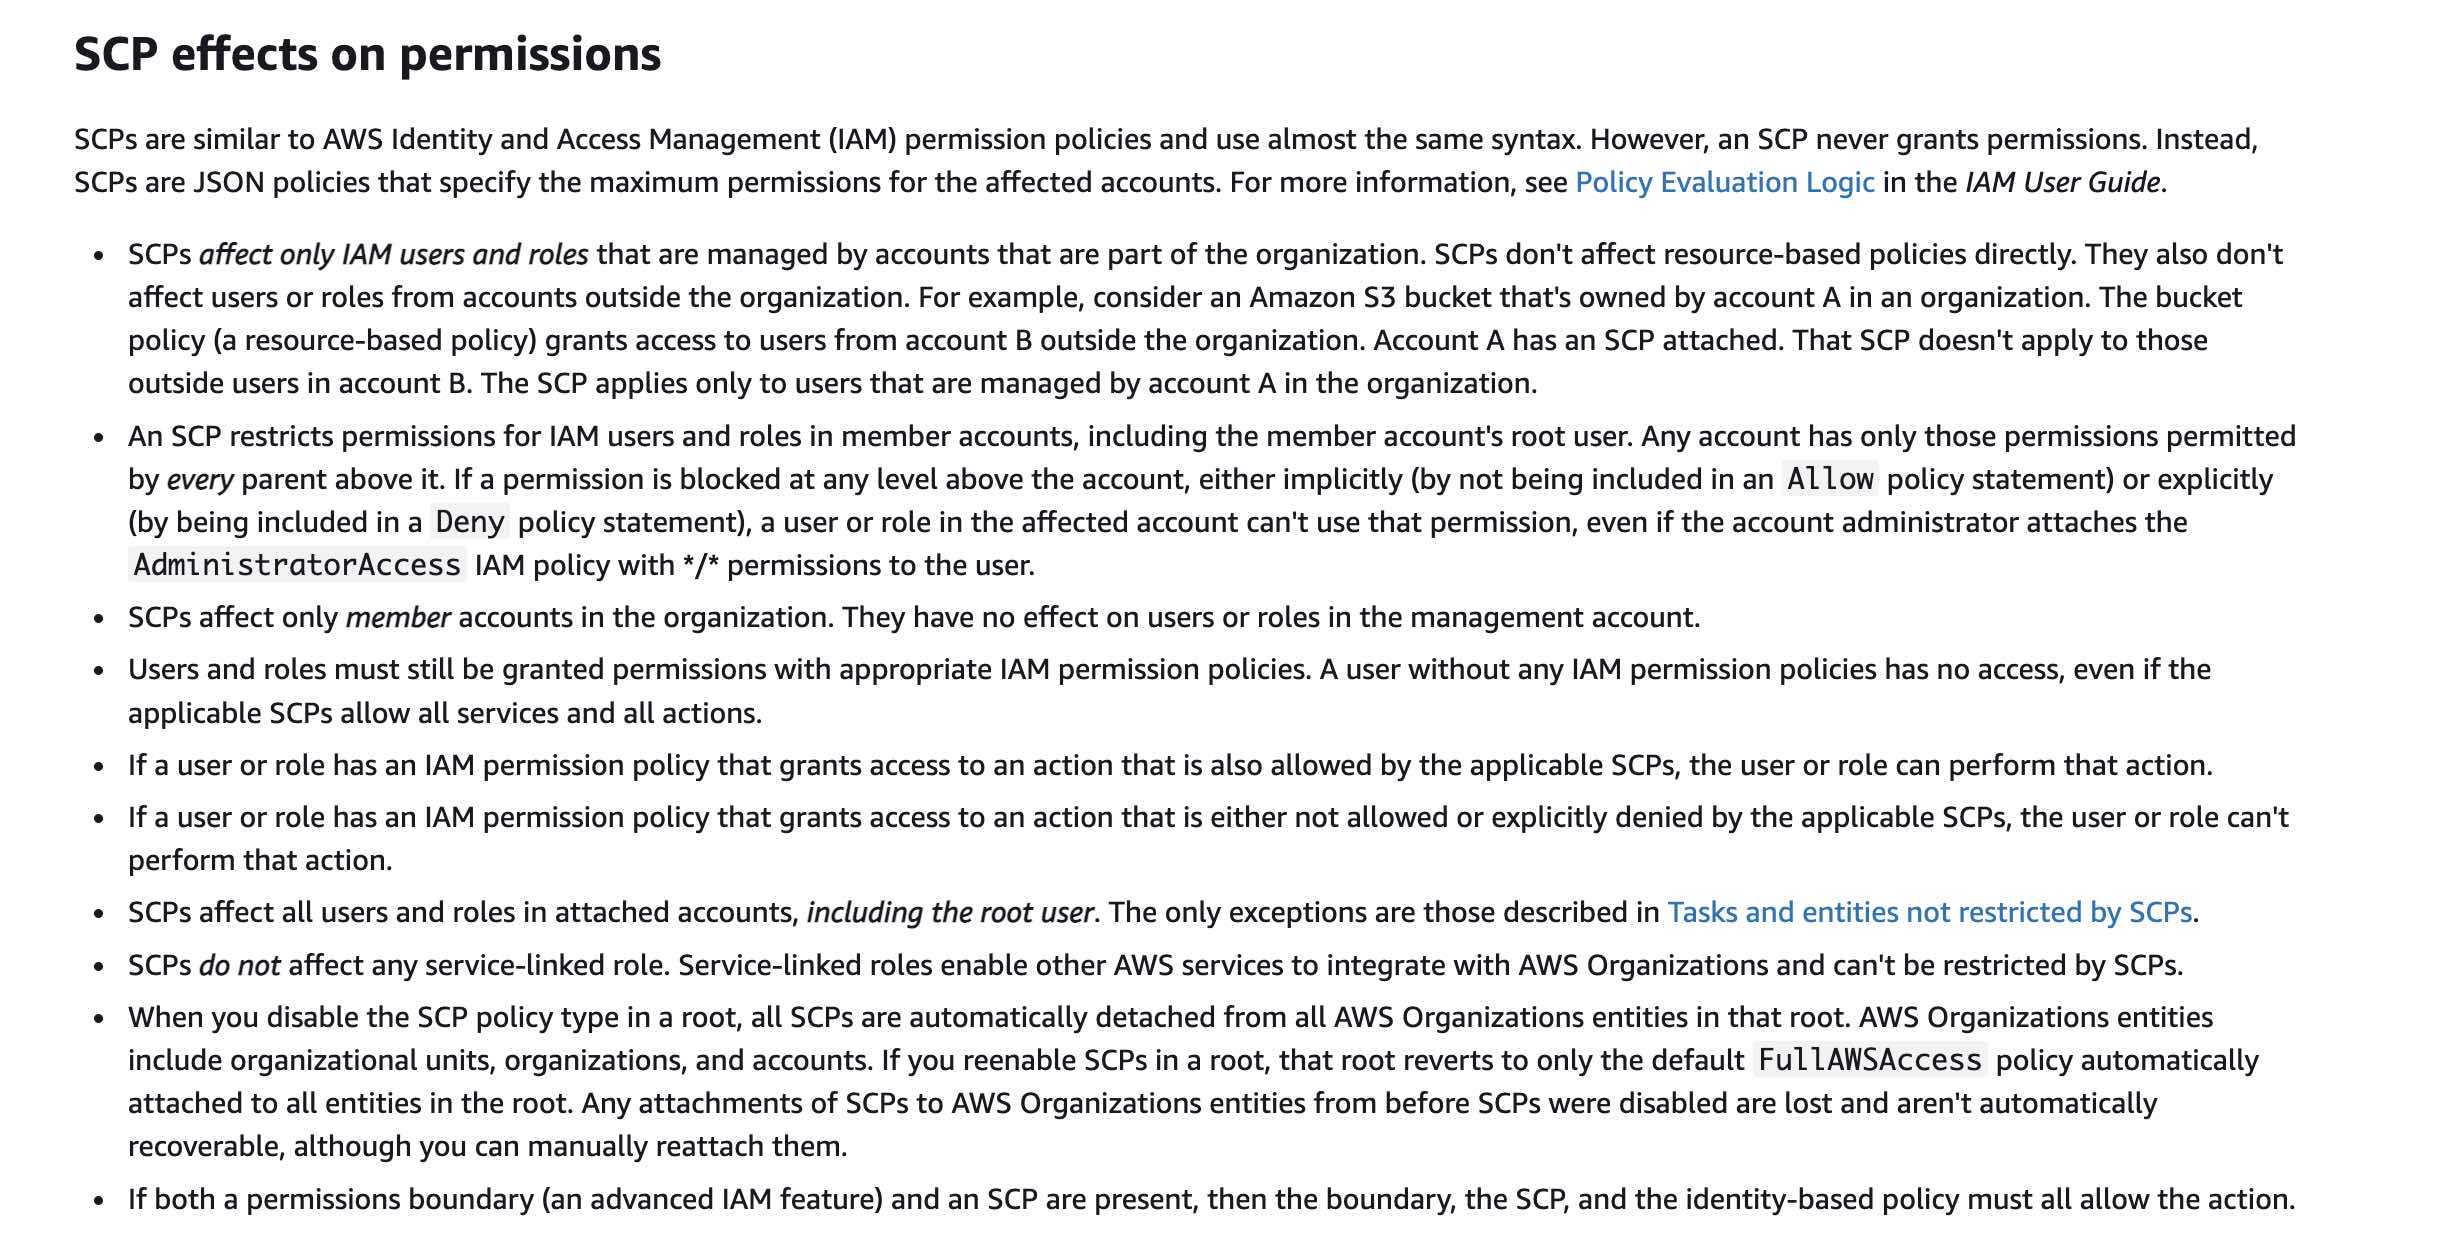 SCP effects on permissions
SCPs are similar to AWS Identity and Access Management (IAM) permission policies and use almost the same syntax. However, an SCP never grants permissions. Instead,
SCPs are JSON policies that specify the maximum permissions for the affected accounts. For more information, see Policy Evaluation Logic in the IAM User Guide.
• SCPs affect only IAM users and roles that are managed by accounts that are part of the organization. SCPs don't affect resource-based policies directly. They also don't
affect users or roles from accounts outside the organization. For example, consider an Amazon S3 bucket that's owned by account A in an organization. The bucket
policy (a resource-based policy) grants access to users from account B outside the organization. Account A has an SCP attached. That SCP doesn't apply to those
outside users in account B. The SCP applies only to users that are managed by account A in the organization.
• An SCP restricts permissions for IAM users and roles in member accounts, including the member account's root user. Any account has only those permissions permitted
by every parent above it. If a permission is blocked at any level above the account, either implicitly (by not being included in an Allow policy statement) or explicitly
(by being included in a Deny policy statement), a user or role in the affected account can't use that permission, even if the account administrator attaches the
AdministratorAccess IAM policy with */* permissions to the user.
• SCPs affect only member accounts in the organization. They have no effect on users or roles in the management account.
• Users and roles must still be granted permissions with appropriate IAM permission policies. A user without any IAM permission policies has no access, even if the
applicable SCPs allow all services and all actions.
• If a user or role has an IAM permission policy that grants access to an action that is also allowed by the applicable SCPs, the user or role can perform that action.
• If a user or role has an IAM permission policy that grants access to an action that is either not allowed or explicitly denied by the applicable SCPs, the user or role can't
perform that action.
• SCPs affect all users and roles in attached accounts, including the root user. The only exceptions are those described in Tasks and entities not restricted by SCPs.
• SCPs do not affect any service-linked role. Service-linked roles enable other AWS services to integrate with AWS Organizations and can't be restricted by SCPs.
• When you disable the SCP policy type in a root, all SCPs are automatically detached from all AWS Organizations entities in that root. AWS Organizations entities
include organizational units, organizations, and accounts. If you reenable SCPs in a root, that root reverts to only the default FullAWSAccess policy automatically
attached to all entities in the root. Any attachments of SCPs to AWS Organizations entities from before SCPs were disabled are lost and aren't automatically
recoverable, although you can manually reattach them.
• If both a permissions boundary (an advanced IAM feature) and an SCP are present, then the boundary, the SCP, and the identity-based policy must all allow the action.